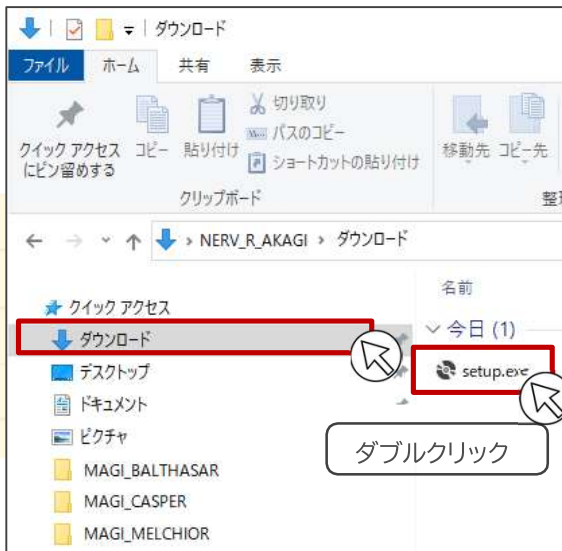 ダウンロード
ファイル ホーム 共有 表示
切り取り
パスのコピー
ショートカットの貼り付け
クイック アクセス
にピン留めする
コピー 貼り付け
移動先 コピー先
クリップボード
整
NERV_R_AKAGI › ダウンロード
名前
クイック アクセス
今日 (1)
ダウンロード
setup.exe
デスクトップ
ドキュメント
ピクチャ
ダブルクリック
MAGI_BALTHASAR
MAGI_CASPER
MAGI_MELCHIOR